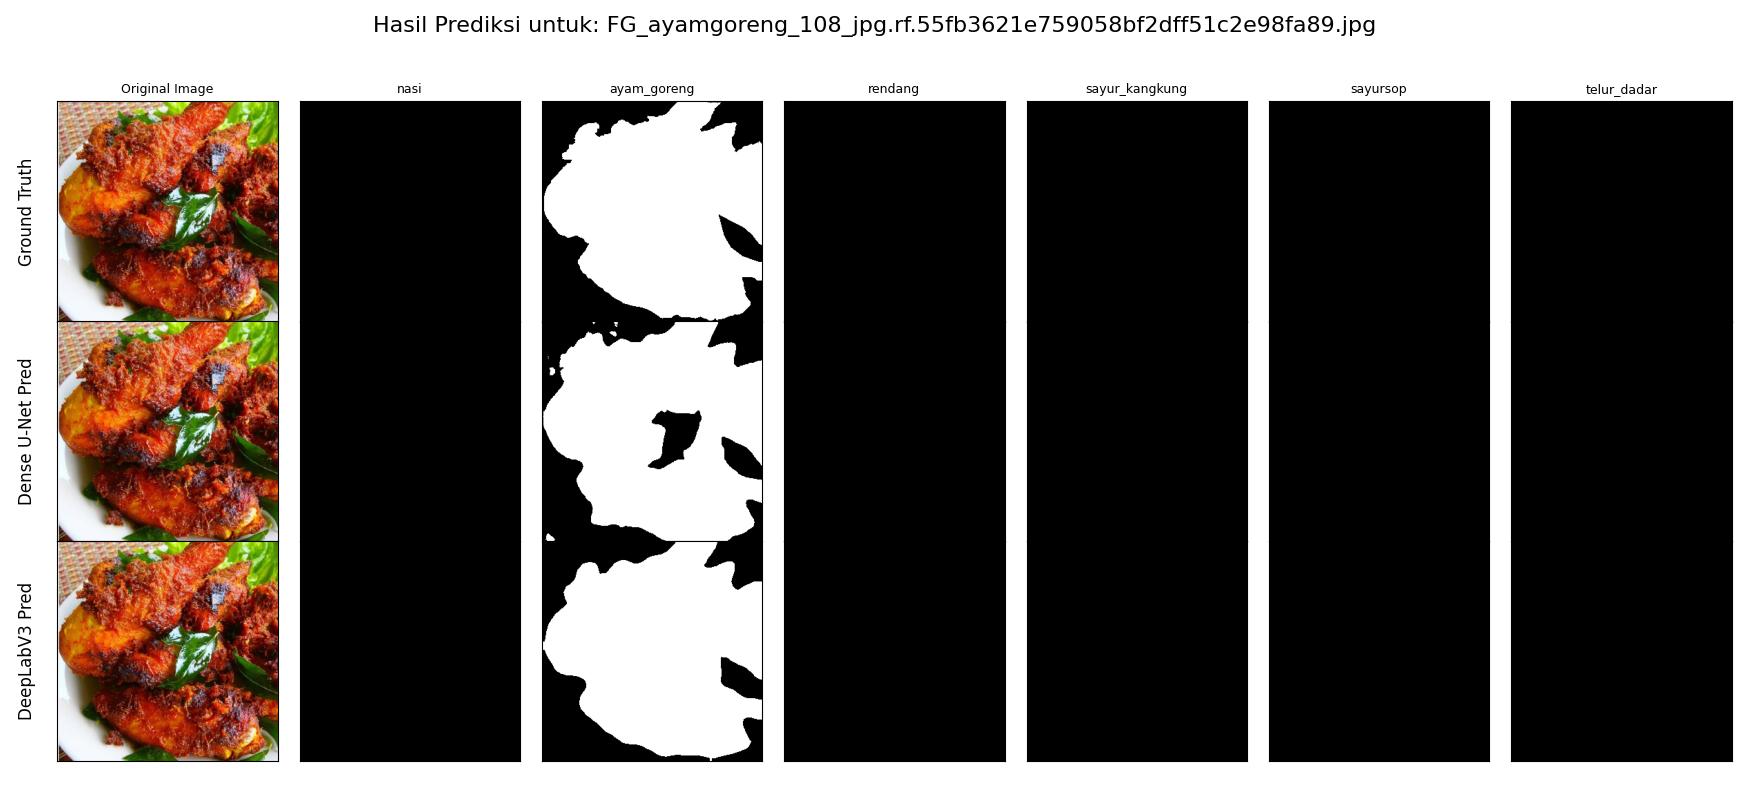 Hasil Prediksi untuk: FG_ayamgoreng_108_jpg.rf.55fb3621e759058bf2dff51c2e98fa89.jpg
Original Image
nasi
ayam_goreng
rendang
sayur_kangkung
sayursop
telur_dadar
Ground Truth
Dense U-Net Pred
DeepLabV3 Pred